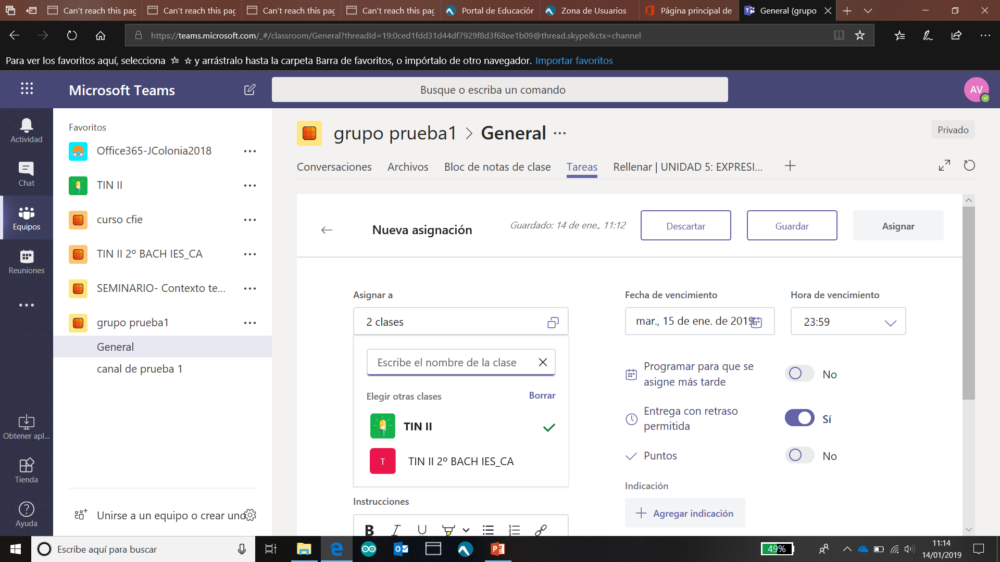 Can't reach this pag
Can't reach this pag
Can't reach this pag
Can't reach this pag
Portal de Educación
Zona de Usuarios
Página principal de
General (grupo
https://teams.microsoft.com/_#/classroom/General?threadId=19:0ced1fdd31d44df7929f8d3f68ee1b09@thread.skype&ctx=channel
Para ver los favoritos aquí, selecciona y arrástralo hasta la carpeta Barra de favoritos, o impórtalo de otro navegador. Importar favoritos
Microsoft Teams
Busque o escriba un comando
AV
Actividad
Chat
Equipos
Reuniones
Obtener apl...
Tienda
Ayuda
Favoritos
Office365-JColonia2018
TIN II
curso cfie
TIN II 2º BACH IES_CA
SEMINARIO- Contexto te...
grupo prueba1
General
canal de prueba 1
Unirse a un equipo o crear uno
grupo prueba1 > General ...
Privado
Conversaciones
Archivos
Bloc de notas de clase
Tareas
Rellenar | UNIDAD 5: EXPRESI...
Nueva asignación
Guardado: 14 de ene., 11:12
Descartar
Guardar
Asignar
Asignar a
2 clases
Escribe el nombre de la clase
Elegir otras clases
Borrar
TIN II
T
TIN II 2º BACH IES_CA
Instrucciones
B I U
Fecha de vencimiento
mar., 15 de ene. de 2019
Hora de vencimiento
23:59
Programar para que se
asigne más tarde
No
Entrega con retraso
permitida
Sí
Puntos
No
Indicación
+ Agregar indicación
Escribe aquí para buscar
49%
11:14
14/01/2019